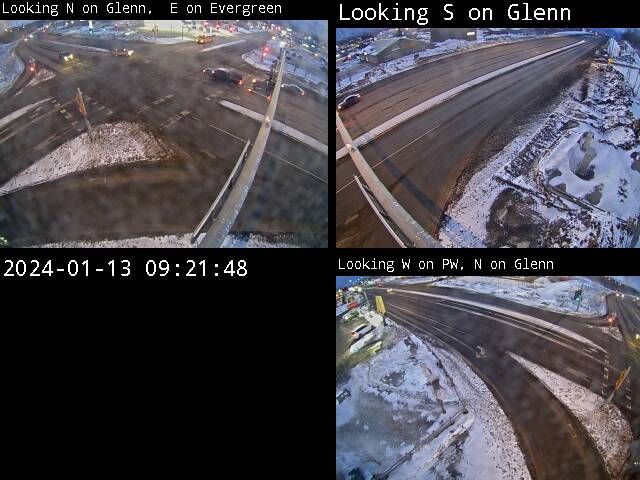 Looking N on Glenn,  E on Evergreen
Looking S on Glenn
2024-01-13 09:21:48
Looking W on PW, N on Glenn